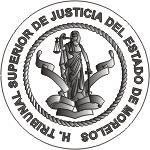 H. TRIBUNAL SUPERIOR DE JUSTICIA DEL ESTADO DE MORELOS